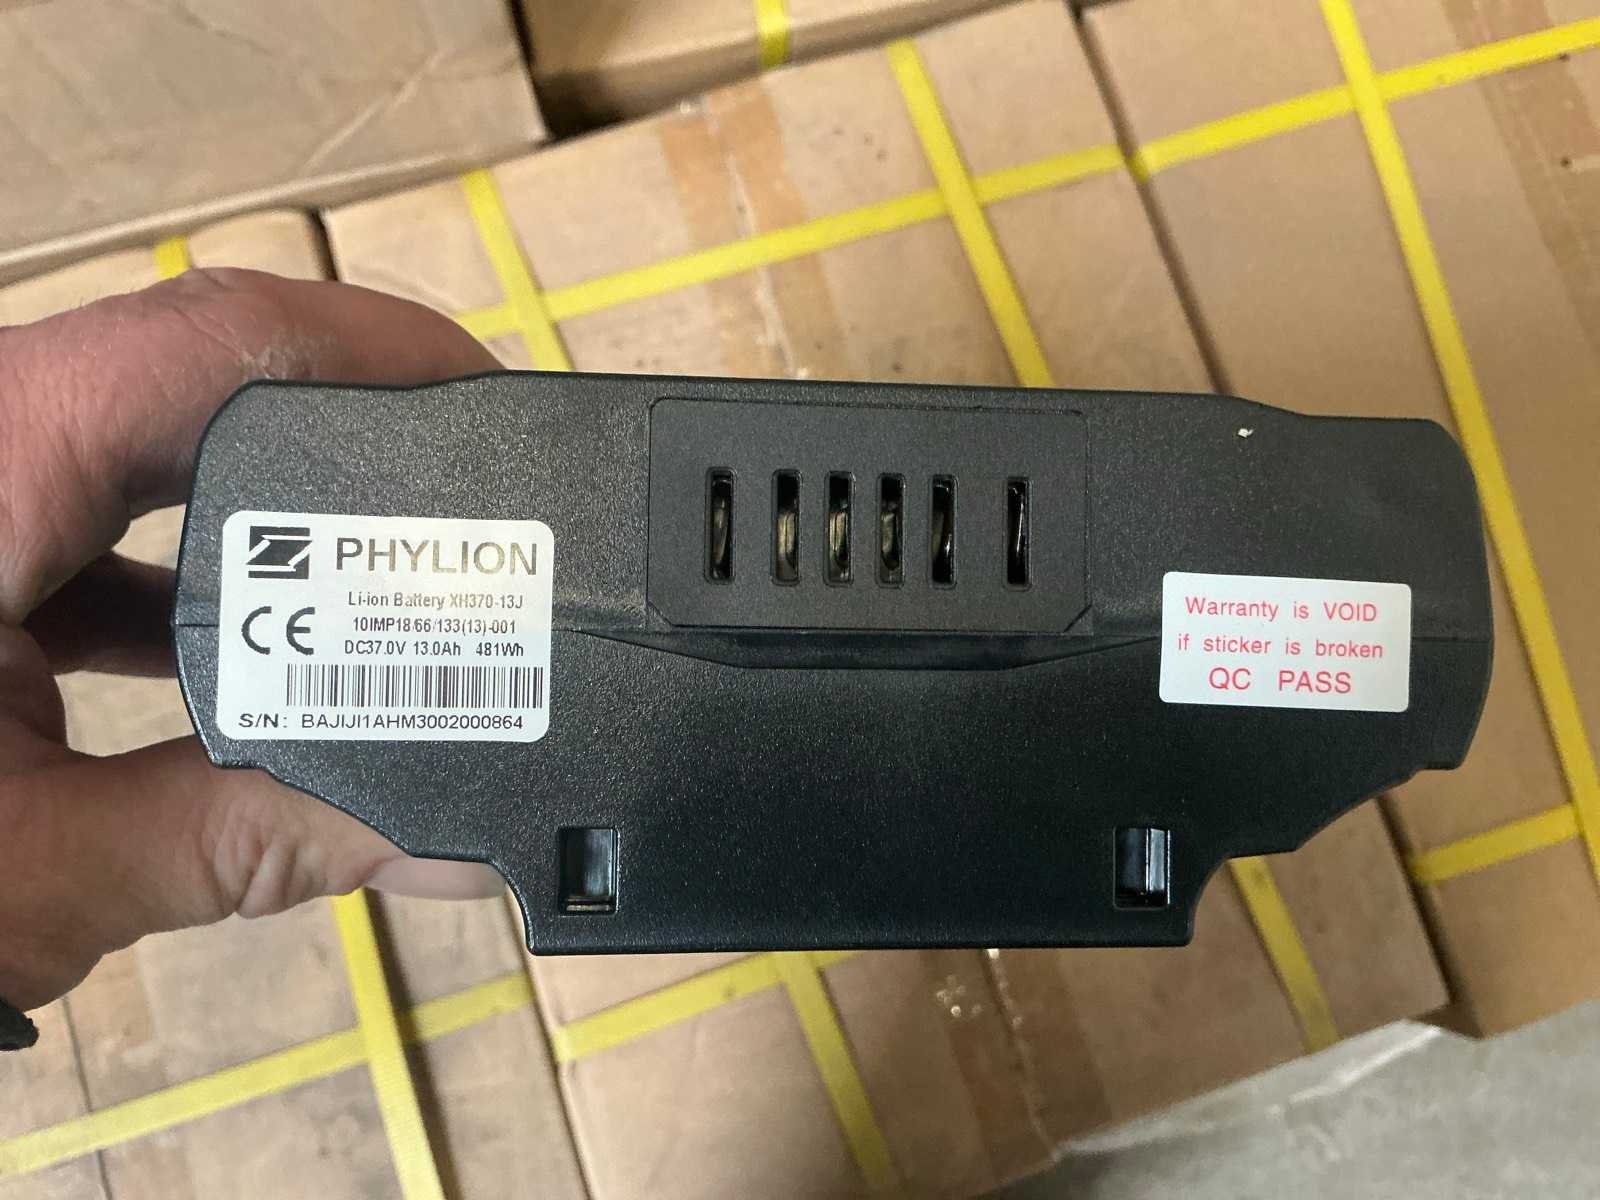 PHYLION
Li-ion Battery XH370-13J
10IMP18/66/133(13)-001
CE
DC37.0V 13.0Ah 481Wh
S/N: BAJIJI1AHM3002000864
Warranty is VOID
if sticker is broken
QC PASS